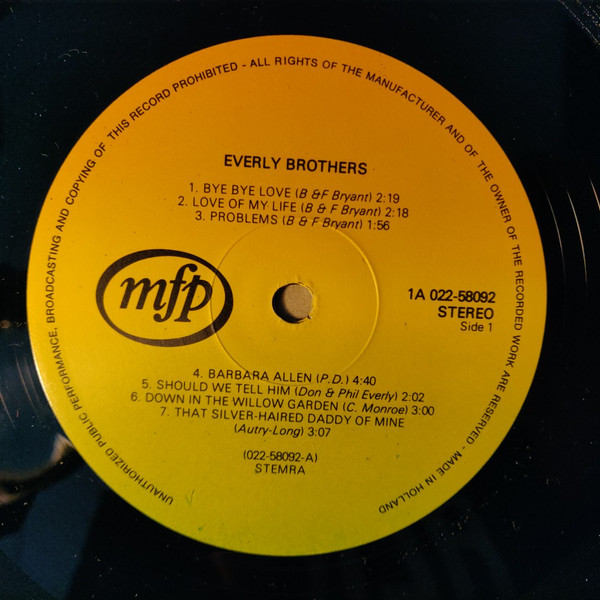 UNAUTHORIZED PUBLIC PERFORMANCE, BROADCASTING AND COPYING OF THIS RECORD PROHIBITED - ALL RIGHTS OF THE MANUFACTURER AND OF THE OWNER OF THE RECORDED WORK ARE RESERVED - MADE IN HOLLAND
EVERLY BROTHERS
1. BYE BYE LOVE (B & F Bryant) 2:19
2. LOVE OF MY LIFE (B & F Bryant) 2:18
3. PROBLEMS (B & F Bryant) 1:56
mfp
1A 022-58092
STEREO
Side 1
4. BARBARA ALLEN (P.D.) 4:40
5. SHOULD WE TELL HIM (Don & Phil Everly) 2:02
6. DOWN IN THE WILLOW GARDEN (C. Monroe) 3:00
7. THAT SILVER-HAIRED DADDY OF MINE
(Autry-Long) 3:07
(022-58092-A)
STEMRA